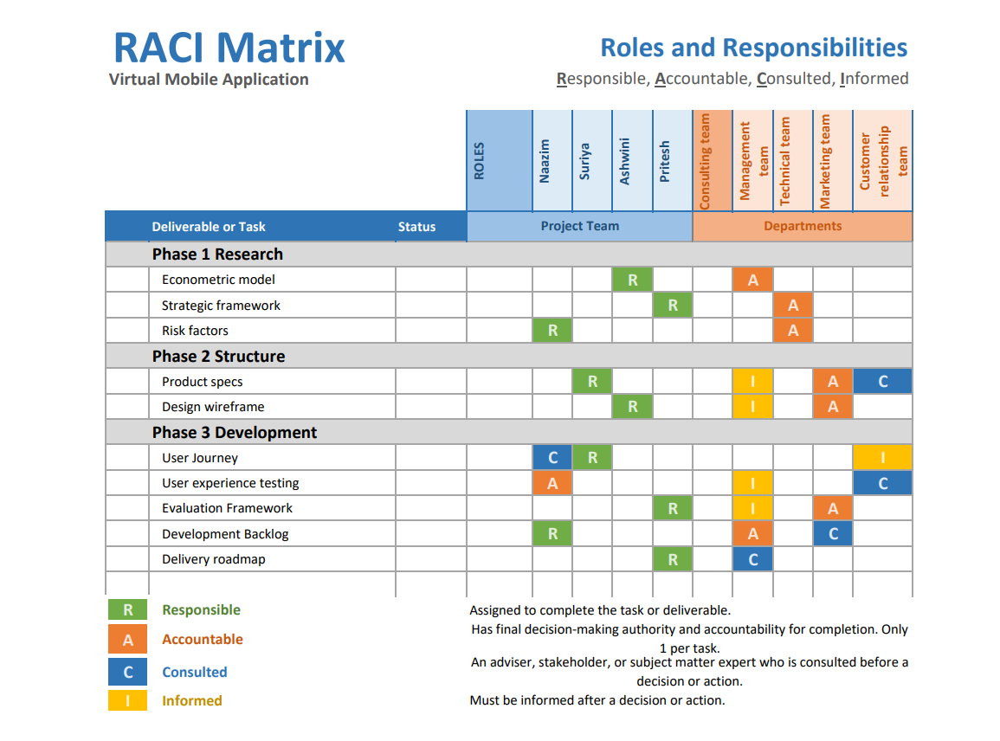 RACI Matrix
Roles and Responsibilities
Virtual Mobile Application
Responsible, Accountable, Consulted, Informed
ROLES
Naazim
Suriya
Ashwini
Pritesh
Consulting team
Management
team
Technical team
Marketing team
Customer
relationship
team
Deliverable or Task Status Project Team Departments
Phase 1 Research
Econometric model R A
Strategic framework R A
Risk factors R A
Phase 2 Structure
Product specs R I A C
Design wireframe R I A
Phase 3 Development
User Journey C R I
User experience testing A I C
Evaluation Framework R I A
Development Backlog R A C
Delivery roadmap R C
R Responsible Assigned to complete the task or deliverable.
A Accountable Has final decision-making authority and accountability for completion. Only
1 per task.
C Consulted An adviser, stakeholder, or subject matter expert who is consulted before a
decision or action.
I Informed Must be informed after a decision or action.